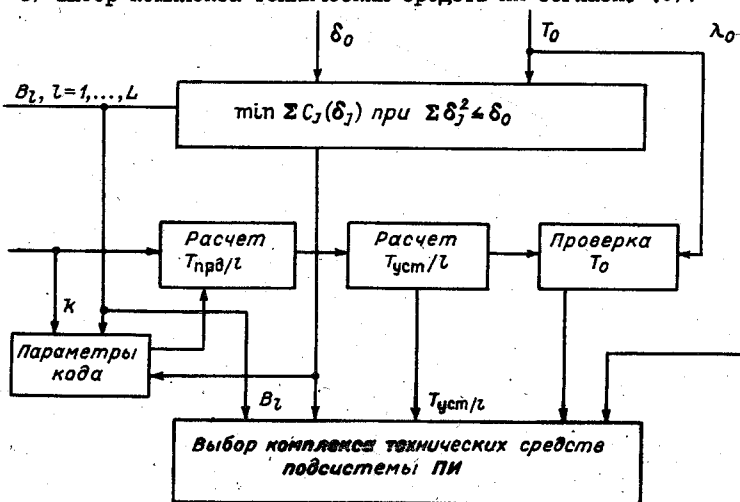 δ₀
T₀
λ₀
B_l, l=1,...,L
min Σ C_J(δ_J) при Σ δ_J² ≤ δ₀
Расчет
T_прд/l
Расчет
T_уст/l
Проверка
T₀
k
Параметры
кода
B_l
T_уст/l
Выбор комплекса технических средств
подсистемы ПИ